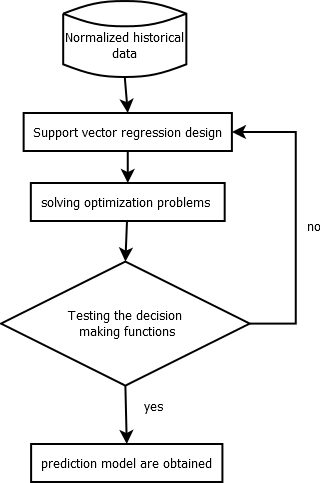 Normalized historical
data
Support vector regression design
solving optimization problems
no
Testing the decision
making functions
yes
prediction model are obtained